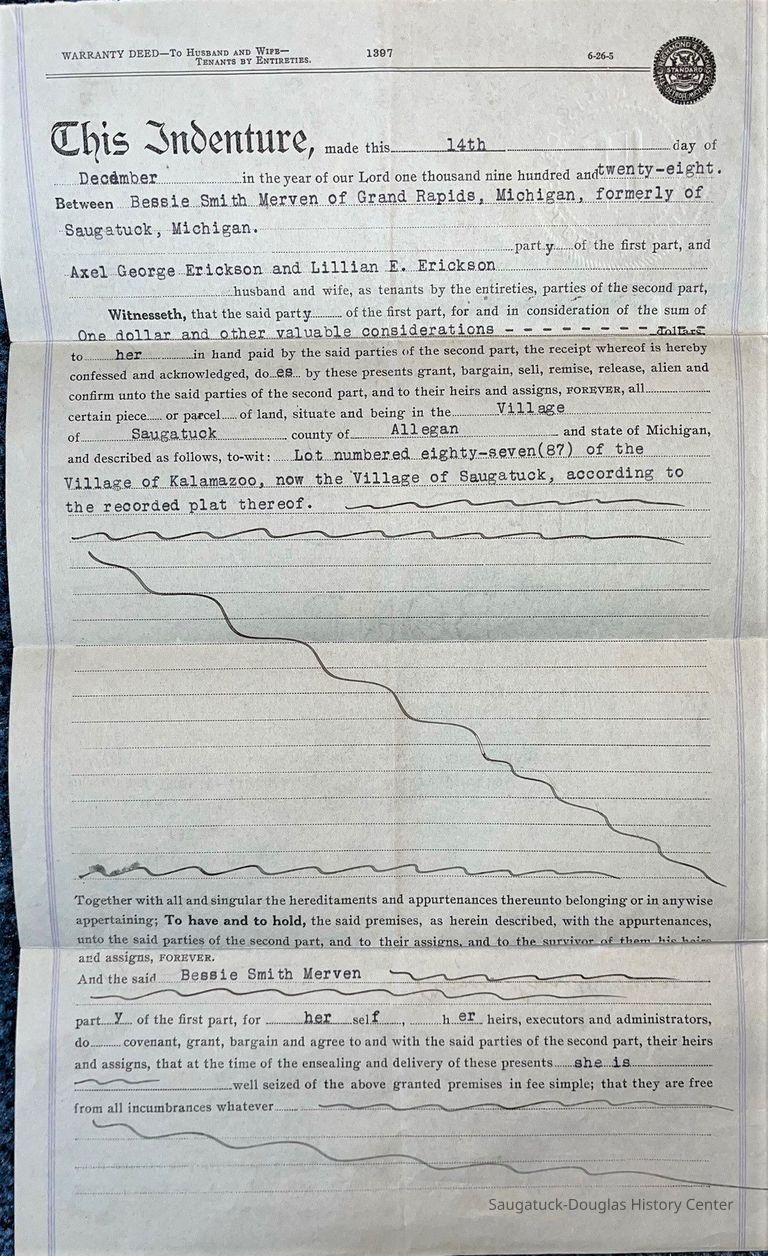 WARRANTY DEED—To Husband and Wife— 1397 6-26-5
Tenants by Entireties.
STANDARD
This Indenture, made this 14th day of
December in the year of our Lord one thousand nine hundred and twenty-eight.
Between Bessie Smith Merven of Grand Rapids, Michigan, formerly of
Saugatuck, Michigan.
party of the first part, and
Axel George Erickson and Lillian E. Erickson
husband and wife, as tenants by the entireties, parties of the second part,
Witnesseth, that the said party of the first part, for and in consideration of the sum of
One dollar and other valuable considerations - - - - - - - - Dollars
to her in hand paid by the said parties of the second part, the receipt whereof is hereby
confessed and acknowledged, does by these presents grant, bargain, sell, remise, release, alien and
confirm unto the said parties of the second part, and to their heirs and assigns, FOREVER, all
certain piece or parcel of land, situate and being in the Village
of Saugatuck county of Allegan and state of Michigan,
and described as follows, to-wit: Lot numbered eighty-seven(87) of the
Village of Kalamazoo, now the Village of Saugatuck, according to
the recorded plat thereof.
Together with all and singular the hereditaments and appurtenances thereunto belonging or in anywise
appertaining; To have and to hold, the said premises, as herein described, with the appurtenances,
unto the said parties of the second part, and to their assigns, and to the survivor of them his heirs
and assigns, FOREVER.
And the said Bessie Smith Merven
party of the first part, for her self, her heirs, executors and administrators,
do covenant, grant, bargain and agree to and with the said parties of the second part, their heirs
and assigns, that at the time of the ensealing and delivery of these presents she is
well seized of the above granted premises in fee simple; that they are free
from all incumbrances whatever
Saugatuck-Douglas History Center